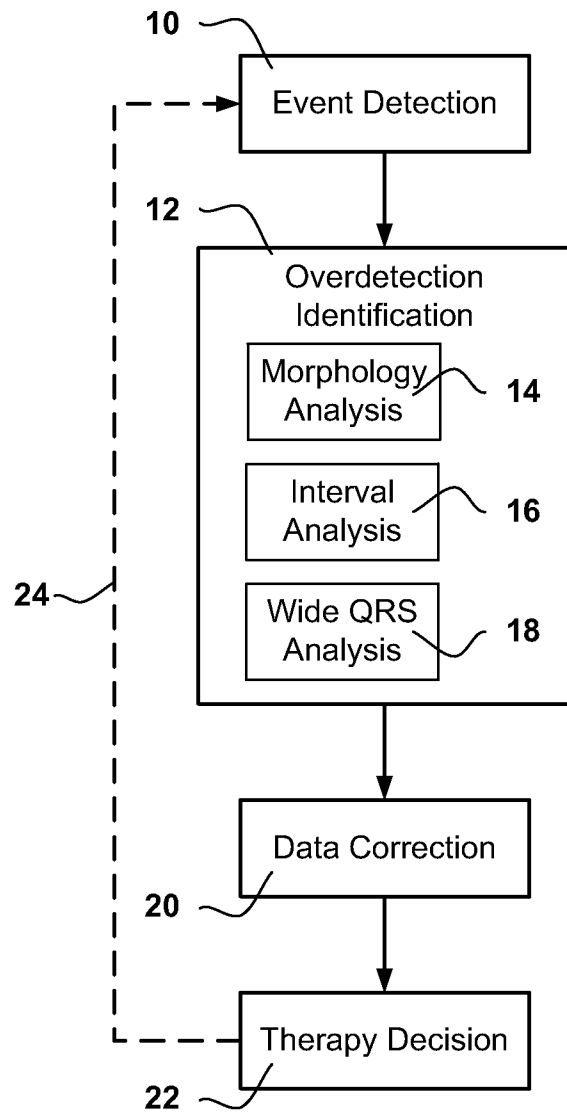 10
Event Detection
12
Overdetection
Identification
Morphology
Analysis
14
Interval
Analysis
16
Wide QRS
Analysis
18
24
Data Correction
20
Therapy Decision
22